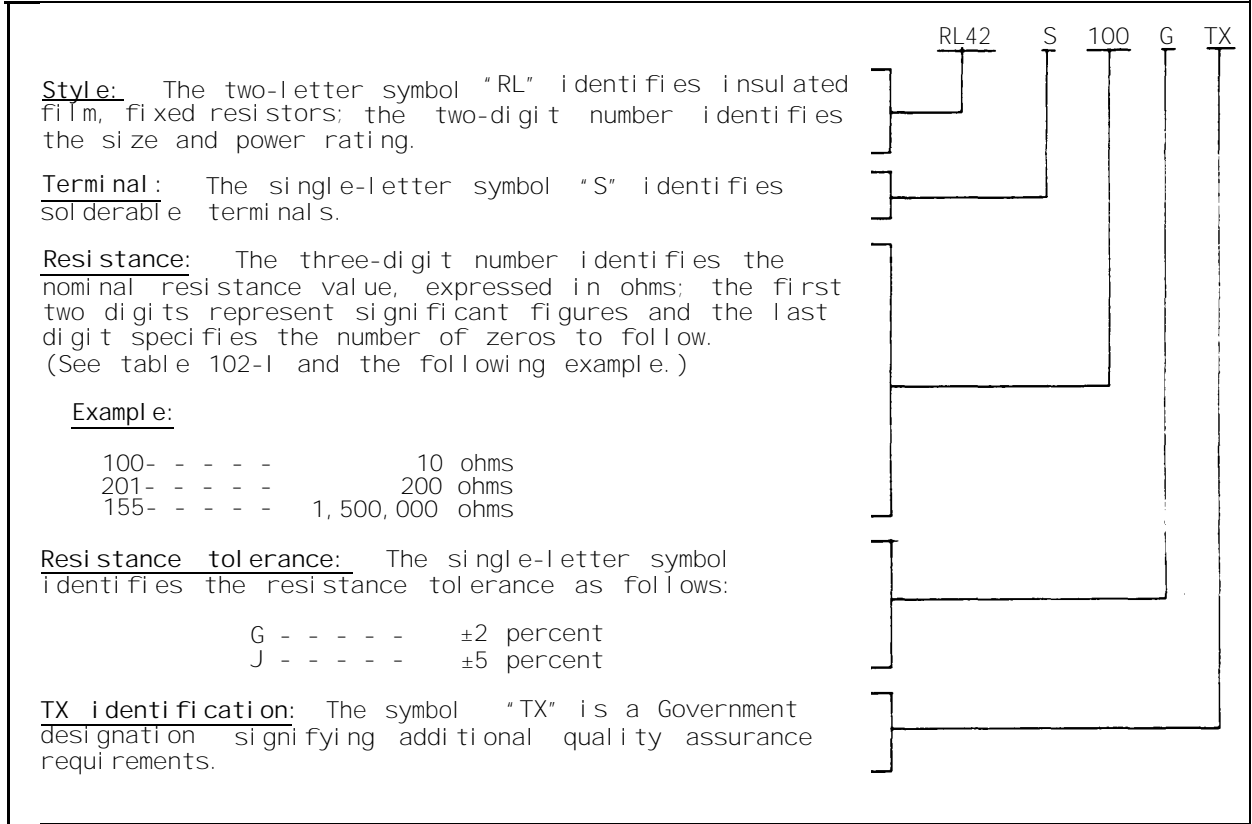 RL42 S 100 G TX
Style: The two-letter symbol "RL" identifies insulated
film, fixed resistors; the two-digit number identifies
the size and power rating.
Terminal: The single-letter symbol "S" identifies
solderable terminals.
Resistance: The three-digit number identifies the
nominal resistance value, expressed in ohms; the first
two digits represent significant figures and the last
digit specifies the number of zeros to follow.
(See table 102-I and the following example.)
Example:
100- - - - - 10 ohms
201- - - - - 200 ohms
155- - - - - 1,500,000 ohms
Resistance tolerance: The single-letter symbol
identifies the resistance tolerance as follows:
G - - - - - ±2 percent
J - - - - - ±5 percent
TX identification: The symbol "TX" is a Government
designation signifying additional quality assurance
requirements.